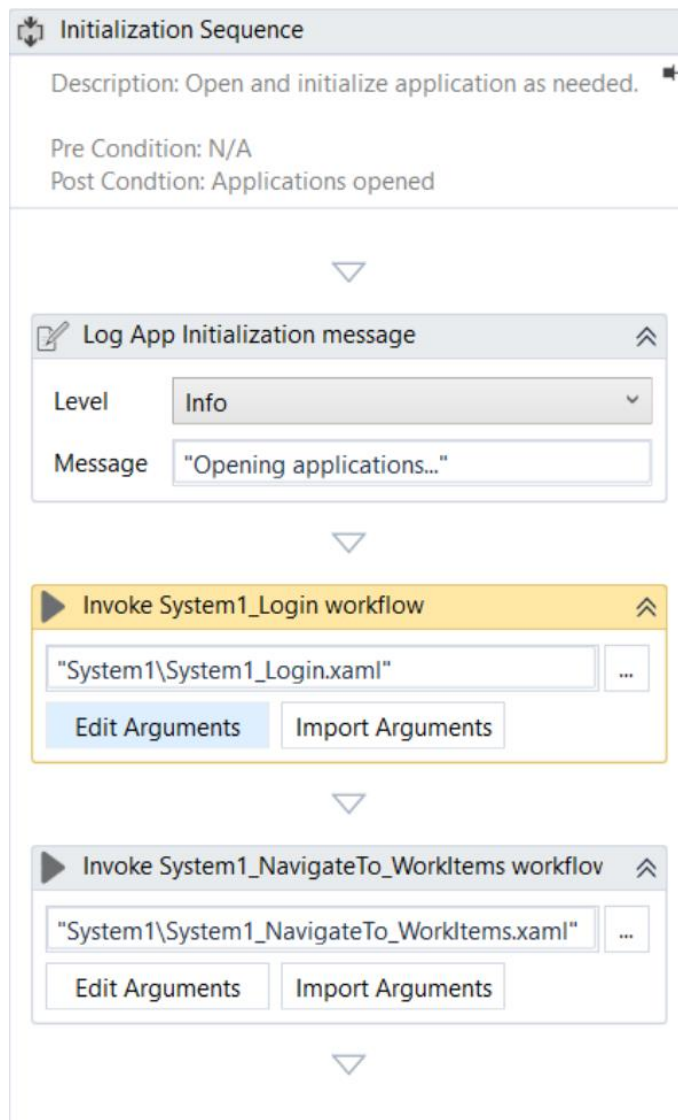 Initialization Sequence
Description: Open and initialize application as needed.
Pre Condition: N/A
Post Condtion: Applications opened
Log App Initialization message
Level Info
Message "Opening applications..."
Invoke System1_Login workflow
"System1\System1_Login.xaml" ...
Edit Arguments Import Arguments
Invoke System1_NavigateTo_WorkItems workflow
"System1\System1_NavigateTo_WorkItems.xaml" ...
Edit Arguments Import Arguments